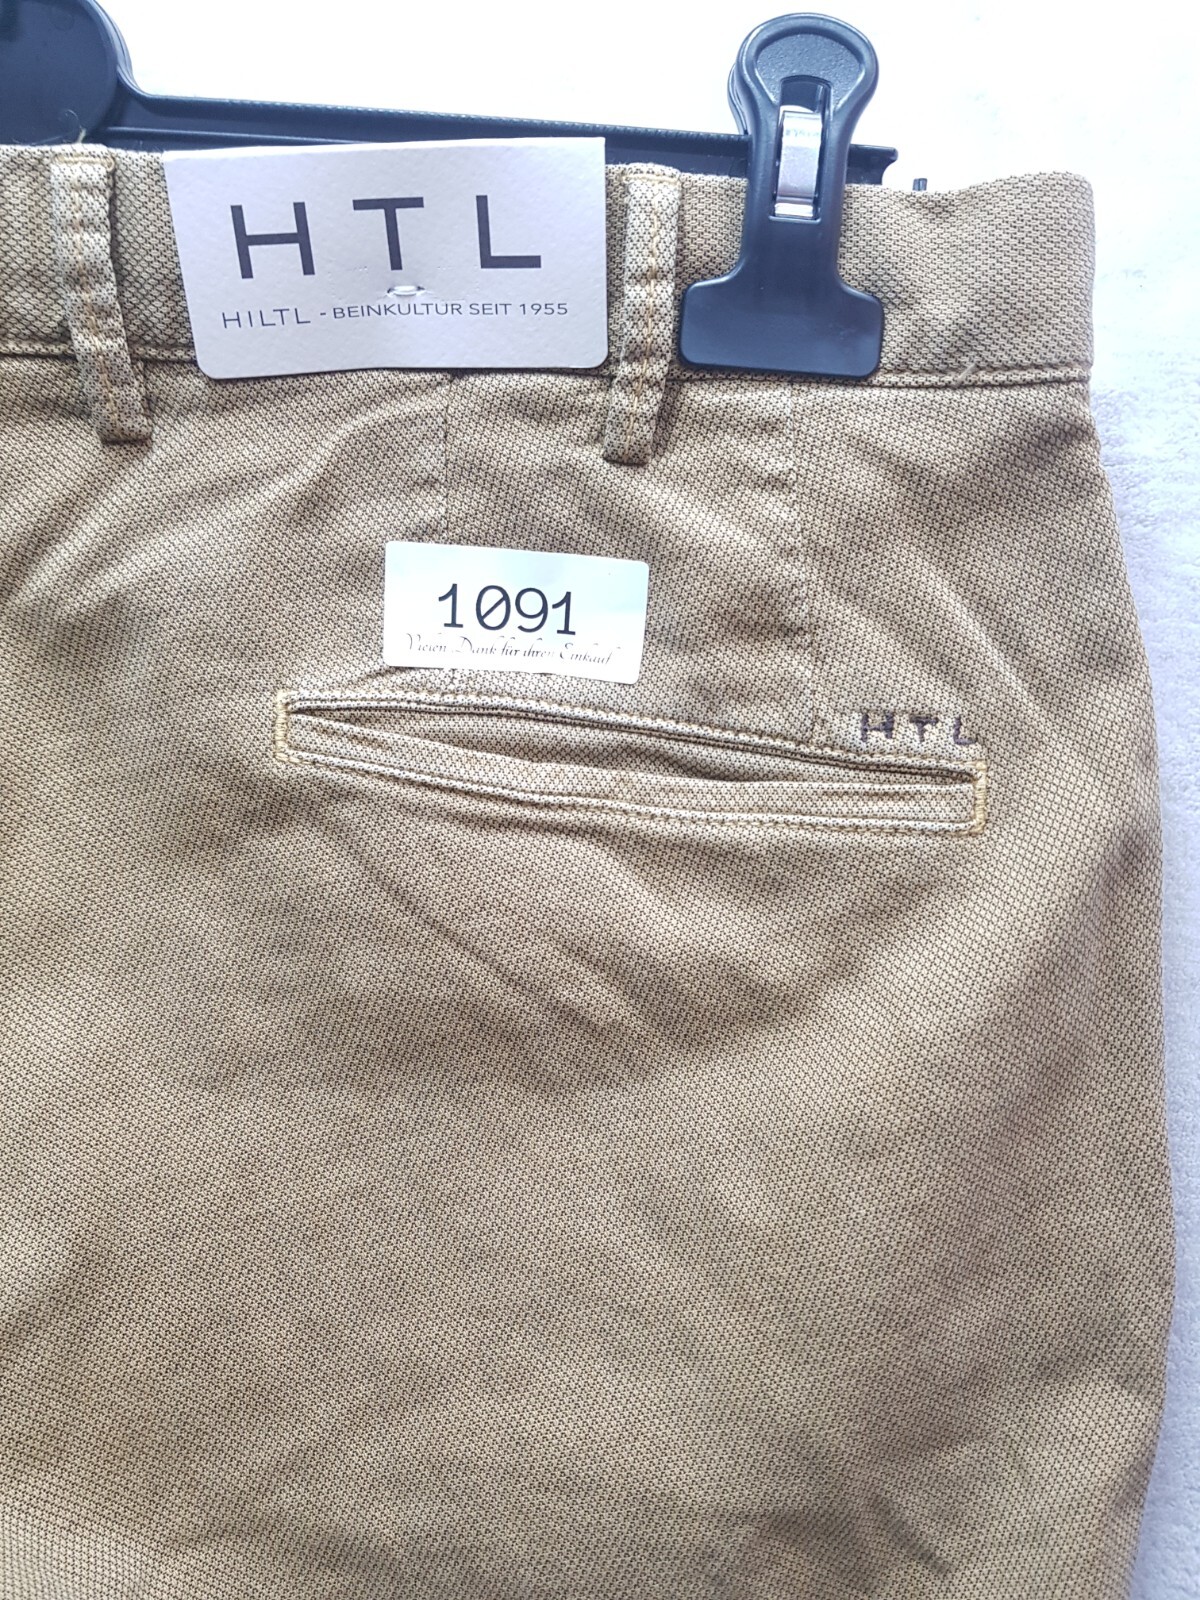 HTL
HILTL - BEINKULTUR SEIT 1955
1091
Vielen Dank für ihren Einkauf
HTL